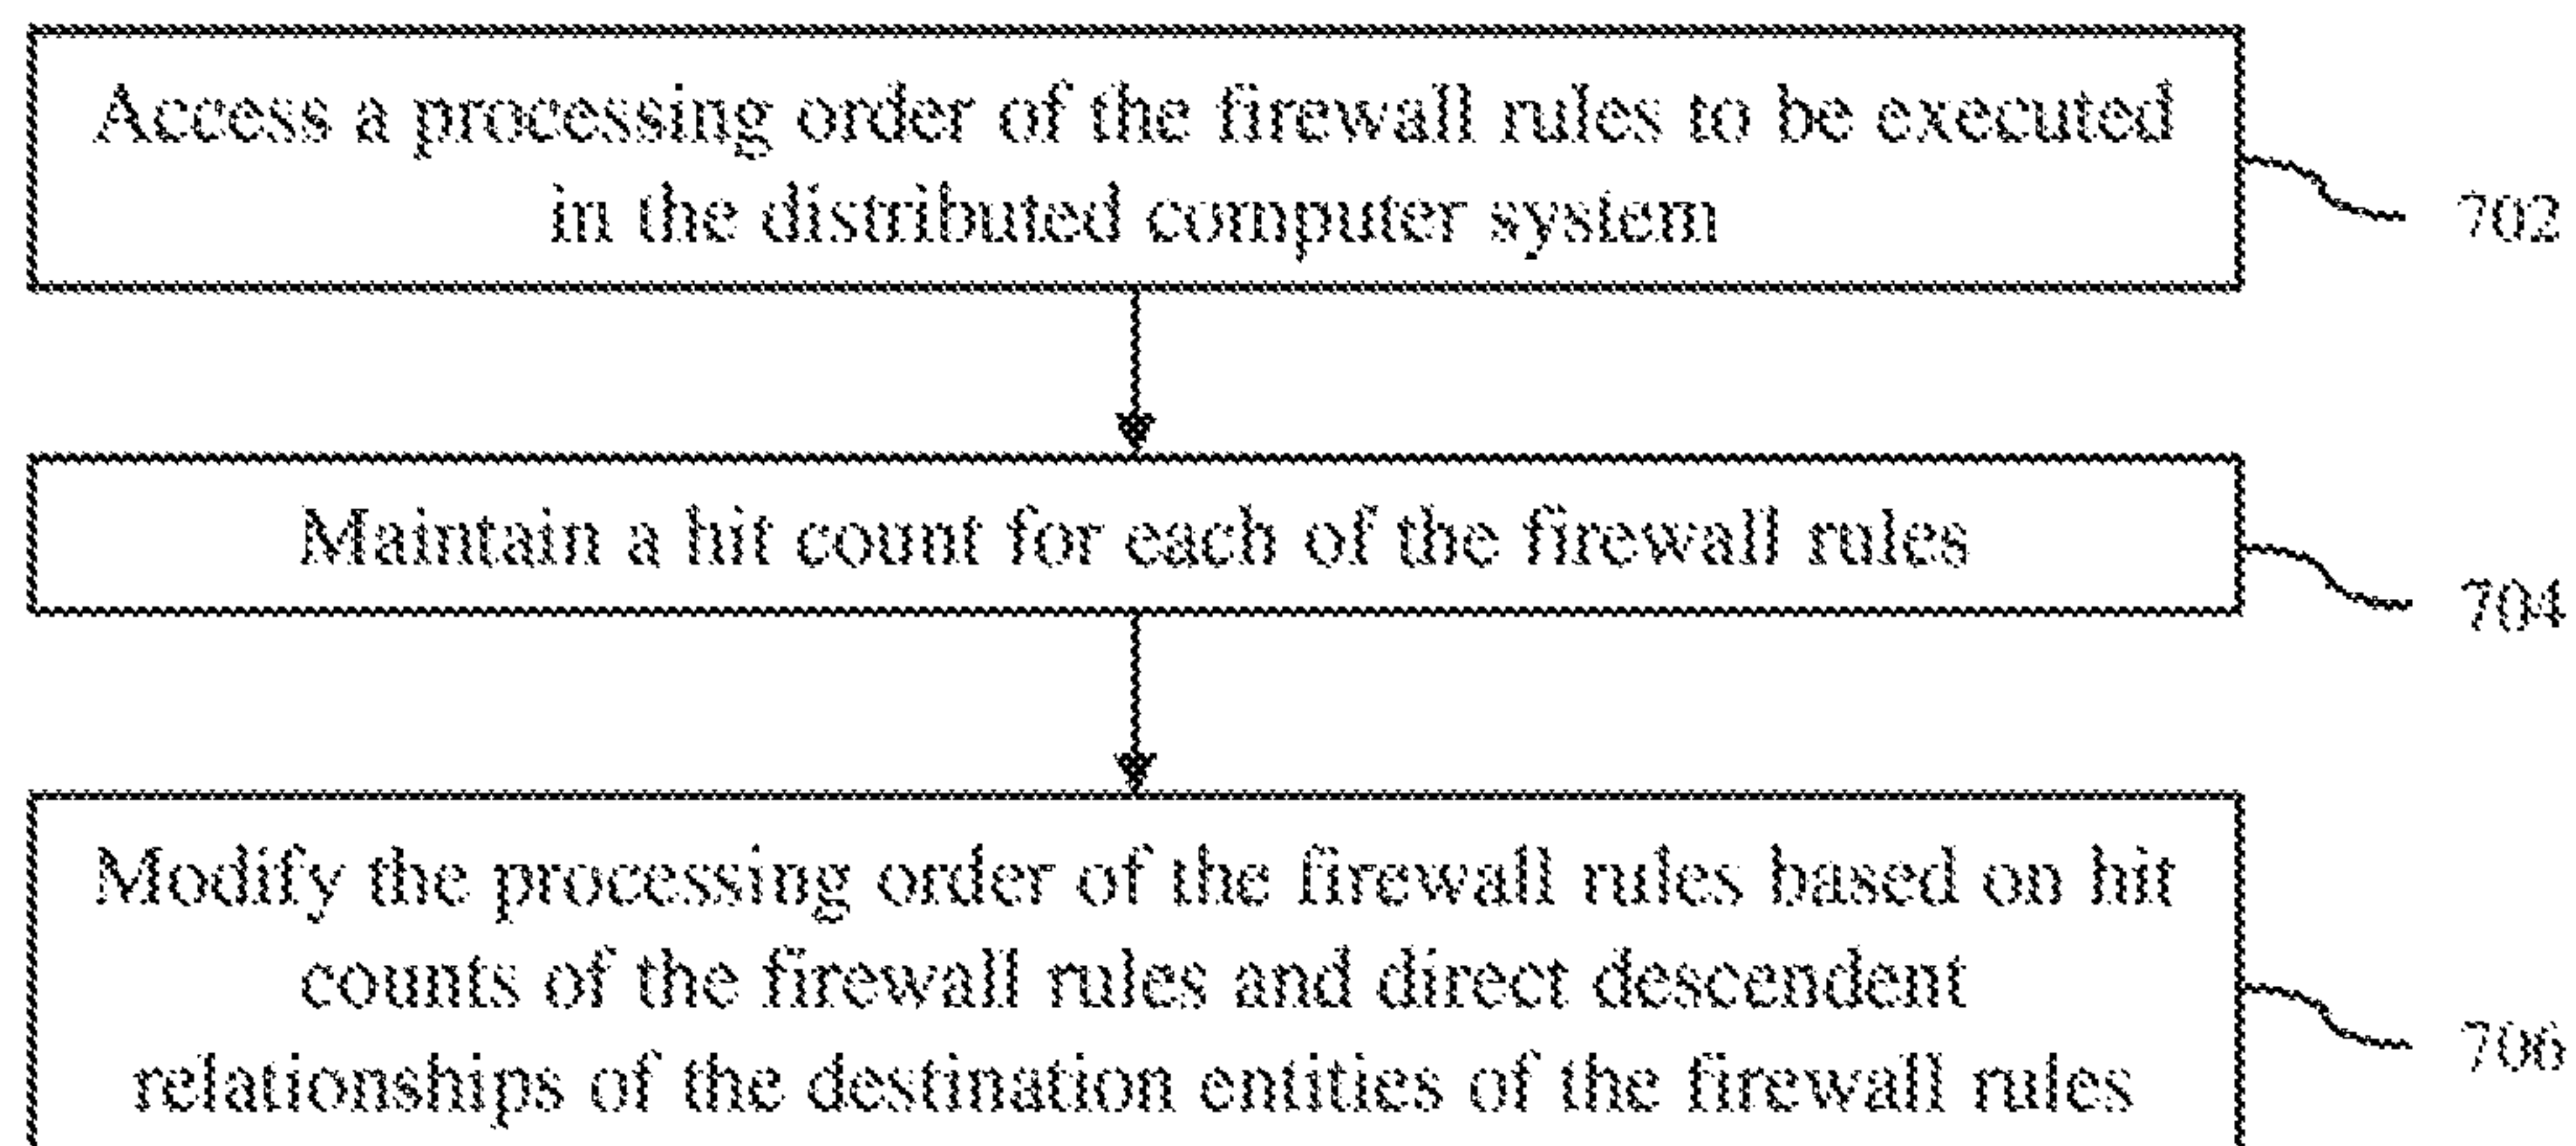 Access a processing order of the firewall rules to be executed
in the distributed computer system
702
Maintain a hit count for each of the firewall rules
704
Modify the processing order of the firewall rules based on hit
counts of the firewall rules and direct descendent
relationships of the destination entities of the firewall rules
706